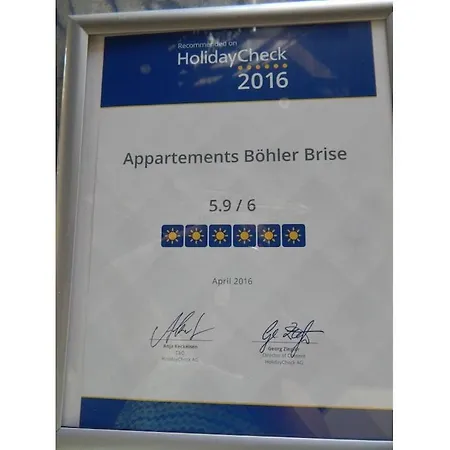 Recommended on
HolidayCheck
2016
Appartements Böhler Brise
5.9 / 6
April 2016
HolidayCheck AG
Georg Ziegler
Director of Content
HolidayCheck AG